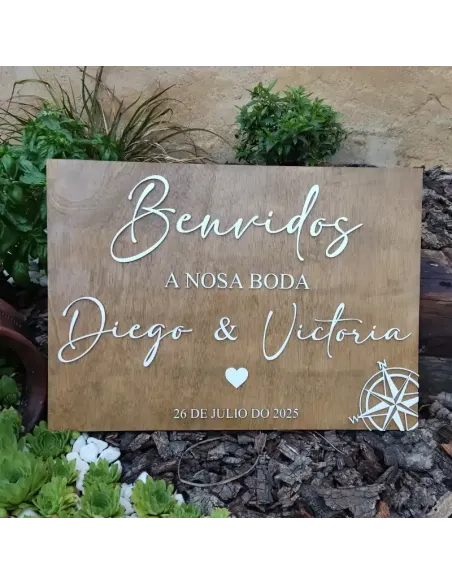 Benvidos
A NOSA BODA
Diego & Victoria
26 DE JULIO DO 2025
N
W
S